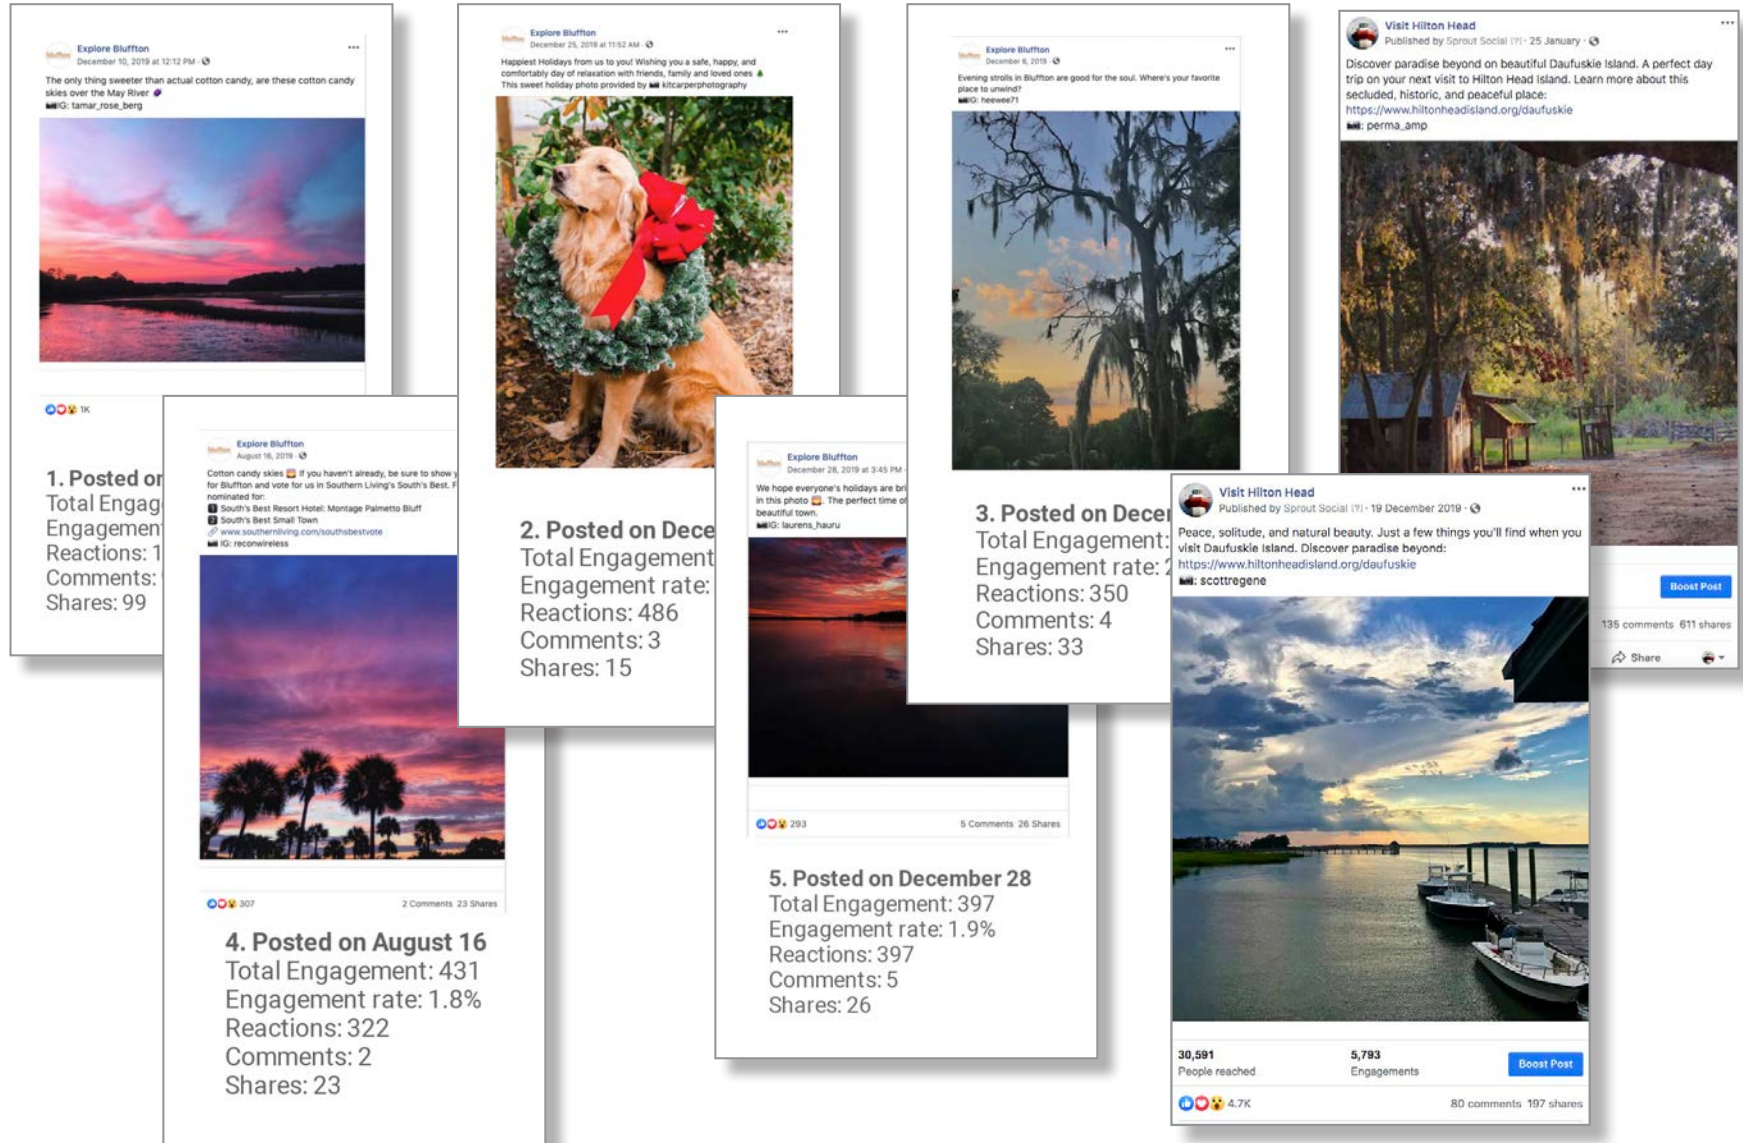 Explore Bluffton
December 10, 2019 at 12:12 PM ·
The only thing sweeter than actual cotton candy, are these cotton candy
skies over the May River
IG: tamar_rose_berg
1K
1. Posted on
Total Engag
Engagemen
Reactions: 1
Comments:
Shares: 99
Explore Bluffton
August 16, 2019 ·
Cotton candy skies If you haven't already, be sure to show
for Bluffton and vote for us in Southern Living's South's Best. F
nominated for:
1 South's Best Resort Hotel: Montage Palmetto Bluff
2 South's Best Small Town
www.southernliving.com/southsbestvote
IG: reconwireless
307
2 Comments 23 Shares
4. Posted on August 16
Total Engagement: 431
Engagement rate: 1.8%
Reactions: 322
Comments: 2
Shares: 23
Explore Bluffton
December 25, 2019 at 11:52 AM ·
Happiest Holidays from us to you! Wishing you a safe, happy, and
comfortably day of relaxation with friends, family and loved ones
This sweet holiday photo provided by kitcarperphotography
2. Posted on Dece
Total Engagement
Engagement rate:
Reactions: 486
Comments: 3
Shares: 15
Explore Bluffton
December 28, 2019 at 3:45 PM ·
We hope everyone's holidays are bri
in this photo . The perfect time of
beautiful town.
IG: laurens_hauru
293
5 Comments 26 Shares
5. Posted on December 28
Total Engagement: 397
Engagement rate: 1.9%
Reactions: 397
Comments: 5
Shares: 26
Explore Bluffton
December 6, 2019 ·
Evening strolls in Bluffton are good for the soul. Where's your favorite
place to unwind?
IG: heewee71
3. Posted on Decem
Total Engagement:
Engagement rate: 2
Reactions: 350
Comments: 4
Shares: 33
Visit Hilton Head
Published by Sprout Social [?] · 25 January ·
Discover paradise beyond on beautiful Daufuskie Island. A perfect day
trip on your next visit to Hilton Head Island. Learn more about this
secluded, historic, and peaceful place:
https://www.hiltonheadisland.org/daufuskie
: perma_amp
Boost Post
135 comments 611 shares
Share
Visit Hilton Head
Published by Sprout Social [?] · 19 December 2019 ·
Peace, solitude, and natural beauty. Just a few things you'll find when you
visit Daufuskie Island. Discover paradise beyond:
https://www.hiltonheadisland.org/daufuskie
: scottregene
30,591
People reached
5,793
Engagements
Boost Post
4.7K
80 comments 197 shares